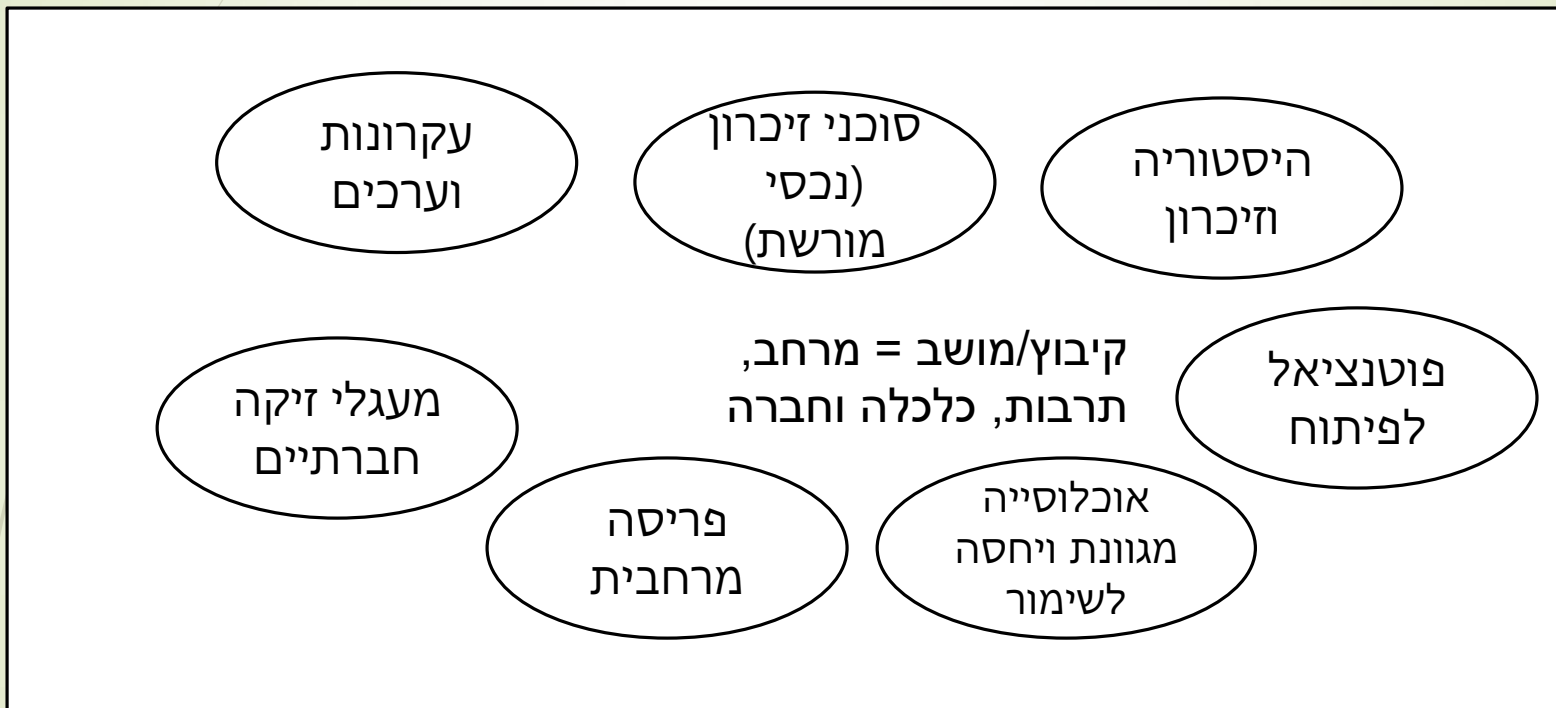 היסטוריה
וזיכרון
סוכני זיכרון
(נכסי
מורשת)
עקרונות
וערכים
פוטנציאל
לפיתוח
קיבוץ/מושב = מרחב,
תרבות, כלכלה וחברה
מעגלי זיקה
חברתיים
אוכלוסייה
מגוונת ויחסה
לשימור
פריסה
מרחבית